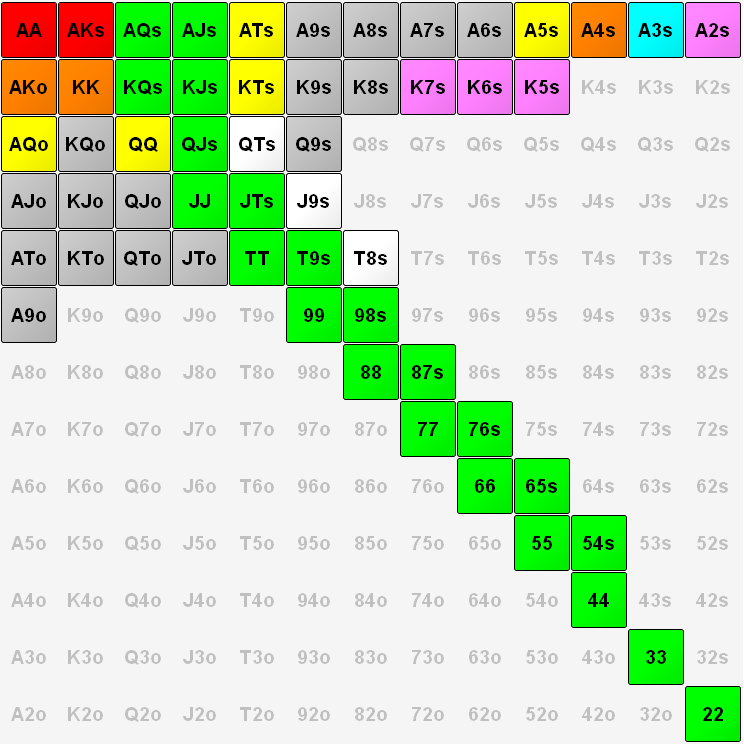 AA AKs AQs AJs ATs A9s A8s A7s A6s A5s A4s A3s A2s
AKo KK KQs KJs KTs K9s K8s K7s K6s K5s K4s K3s K2s
AQo KQo QQ QJs QTs Q9s Q8s Q7s Q6s Q5s Q4s Q3s Q2s
AJo KJo QJo JJ JTs J9s J8s J7s J6s J5s J4s J3s J2s
ATo KTo QTo JTo TT T9s T8s T7s T6s T5s T4s T3s T2s
A9o K9o Q9o J9o T9o 99 98s 97s 96s 95s 94s 93s 92s
A8o K8o Q8o J8o T8o 98o 88 87s 86s 85s 84s 83s 82s
A7o K7o Q7o J7o T7o 97o 87o 77 76s 75s 74s 73s 72s
A6o K6o Q6o J6o T6o 96o 86o 76o 66 65s 64s 63s 62s
A5o K5o Q5o J5o T5o 95o 85o 75o 65o 55 54s 53s 52s
A4o K4o Q4o J4o T4o 94o 84o 74o 64o 54o 44 43s 42s
A3o K3o Q3o J3o T3o 93o 83o 73o 63o 53o 43o 33 32s
A2o K2o Q2o J2o T2o 92o 82o 72o 62o 52o 42o 32o 22